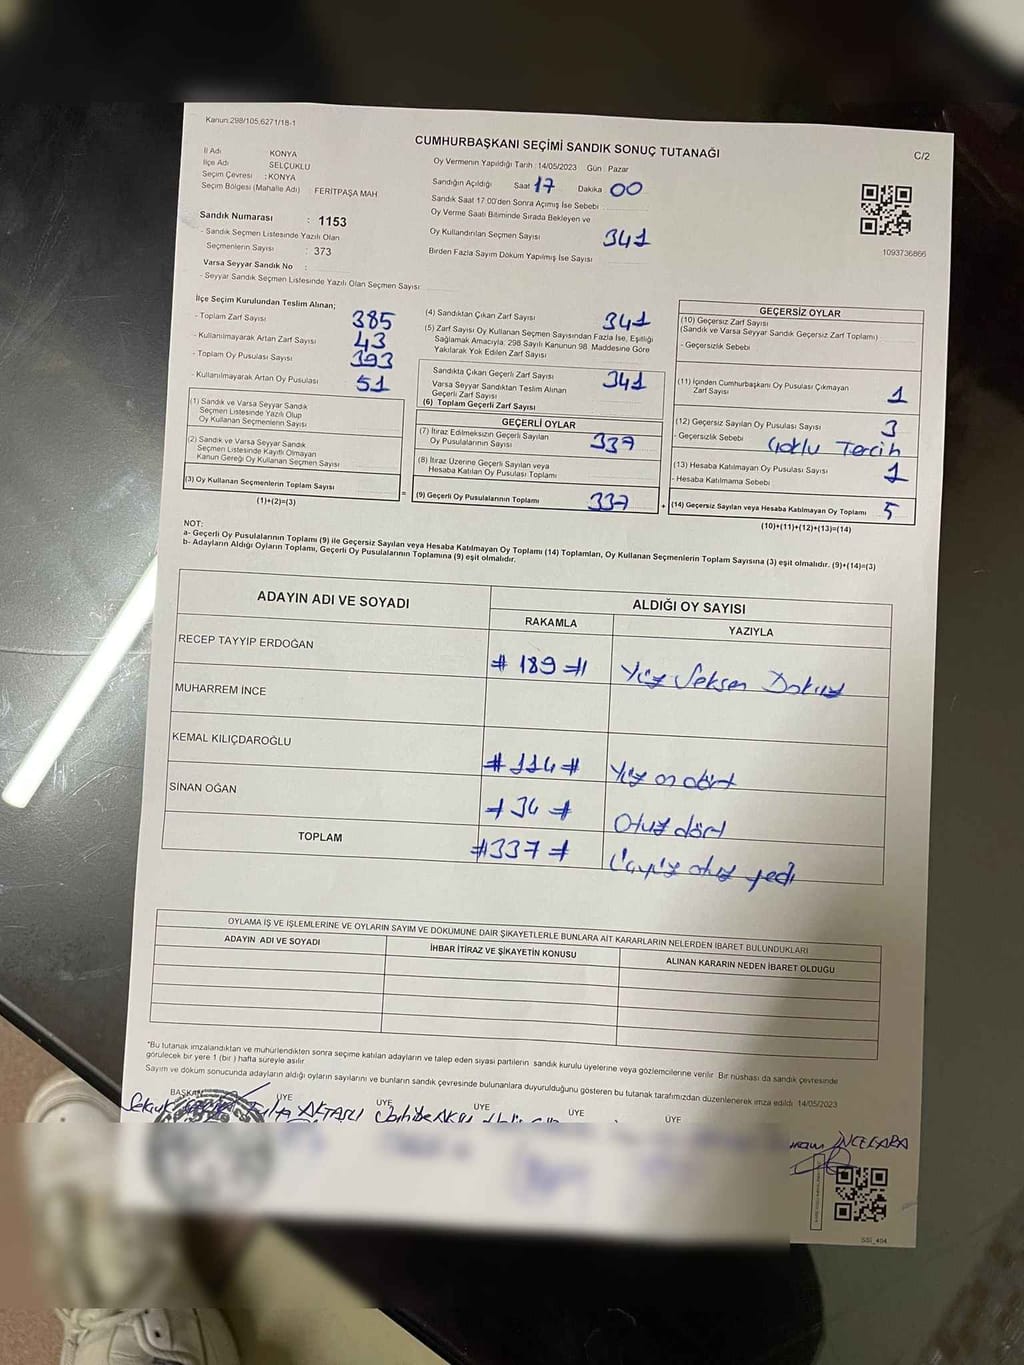 Kanun:298/105,6271/18-1
CUMHURBAŞKANI SEÇİMİ SANDIK SONUÇ TUTANAĞI
C/2
İl Adı KONYA
İlçe Adı SELÇUKLU
Seçim Çevresi : KONYA
Seçim Bölgesi (Mahalle Adı) : FERİTPAŞA MAH
Oy Vermenin Yapıldığı Tarih : 14/05/2023 Gün : Pazar
Sandığın Açıldığı Saat 17 Dakika 00
Sandık Saat 17:00'den Sonra Açılmış İse Sebebi
Oy Verme Saati Bitiminde Sırada Bekleyen ve
Oy Kullandırılan Seçmen Sayısı 341
Birden Fazla Sayım Döküm Yapılmış İse Sayısı
1093736866
Sandık Numarası : 1153
- Sandık Seçmen Listesinde Yazılı Olan
Seçmenlerin Sayısı : 373
Varsa Seyyar Sandık No :
- Seyyar Sandık Seçmen Listesinde Yazılı Olan Seçmen Sayısı
İlçe Seçim Kurulundan Teslim Alınan;
- Toplam Zarf Sayısı 385
- Kullanılmayarak Artan Zarf Sayısı 43
- Toplam Oy Pusulası Sayısı 393
- Kullanılmayarak Artan Oy Pusulası 51
(1) Sandık ve Varsa Seyyar Sandık
Seçmen Listesinde Yazılı Olup
Oy Kullanan Seçmenlerin Sayısı
(2) Sandık ve Varsa Seyyar Sandık
Seçmen Listesinde Kayıtlı Olmayan
Kanun Gereği Oy Kullanan Seçmen Sayısı
(3) Oy Kullanan Seçmenlerin Toplam Sayısı
(1)+(2)=(3)
=
(4) Sandıktan Çıkan Zarf Sayısı 341
(5) Zarf Sayısı Oy Kullanan Seçmen Sayısından Fazla İse, Eşitliği
Sağlamak Amacıyla; 298 Sayılı Kanunun 98. Maddesine Göre
Yakılarak Yok Edilen Zarf Sayısı
Sandıkta Çıkan Geçerli Zarf Sayısı 341
Varsa Seyyar Sandıktan Teslim Alınan
Geçerli Zarf Sayısı
(6) Toplam Geçerli Zarf Sayısı
GEÇERLİ OYLAR
(7) İtiraz Edilmeksizin Geçerli Sayılan
Oy Pusulalarının Sayısı 337
(8) İtiraz Üzerine Geçerli Sayılan veya
Hesaba Katılan Oy Pusulası Toplamı
(9) Geçerli Oy Pusulalarının Toplamı 337
+
GEÇERSİZ OYLAR
(10) Geçersiz Zarf Sayısı
(Sandık ve Varsa Seyyar Sandık Geçersiz Zarf Toplamı)
- Geçersizlik Sebebi
(11) İçinden Cumhurbaşkanı Oy Pusulası Çıkmayan
Zarf Sayısı 1
(12) Geçersiz Sayılan Oy Pusulası Sayısı 3
- Geçersizlik Sebebi Çoklu Tercih
(13) Hesaba Katılmayan Oy Pusulası Sayısı 1
- Hesaba Katılmama Sebebi
(14) Geçersiz Sayılan veya Hesaba Katılmayan Oy Toplamı 5
(10)+(11)+(12)+(13)=(14)
NOT:
a- Geçerli Oy Pusulalarının Toplamı (9) ile Geçersiz Sayılan veya Hesaba Katılmayan Oy Toplamı (14) Toplamları, Oy Kullanan Seçmenlerin Toplam Sayısına (3) eşit olmalıdır. (9)+(14)=(3)
b- Adayların Aldığı Oyların Toplamı, Geçerli Oy Pusulalarının Toplamına (9) eşit olmalıdır.
ADAYIN ADI VE SOYADI
ALDIĞI OY SAYISI
RAKAMLA YAZIYLA
RECEP TAYYIP ERDOĞAN # 189 # Yüz Seksen Dokuz
MUHARREM İNCE
KEMAL KILIÇDAROĞLU # 114 # Yüz on dört
SİNAN OĞAN # 34 # Otuz dört
TOPLAM # 337 # Üçyüz otuz yedi
OYLAMA İŞ VE İŞLEMLERİNE VE OYLARIN SAYIM VE DÖKÜMÜNE DAİR ŞİKAYETLERLE BUNLARA AİT KARARLARIN NELERDEN İBARET BULUNDUKLARI
ADAYIN ADI VE SOYADI İHBAR İTİRAZ VE ŞİKAYETİN KONUSU ALINAN KARARIN NEDEN İBARET OLDUĞU
*Bu tutanak imzalandıktan ve mühürlendikten sonra seçime katılan adayların ve talep eden siyasi partilerin sandık kurulu üyelerine veya gözlemcilerine verilir. Bir nüshası da sandık çevresinde
görülecek bir yere 1 (bir) hafta süreyle asılır.
Sayım ve döküm sonucunda adayların aldığı oyların sayılarını ve bunların sandık çevresinde bulunanlara duyurulduğunu gösteren bu tutanak tarafımızdan düzenlenerek imza edildi. 14/05/2023
BAŞKAN ÜYE ÜYE ÜYE ÜYE ÜYE
AKTARI
İNCEKARA
SSI_404